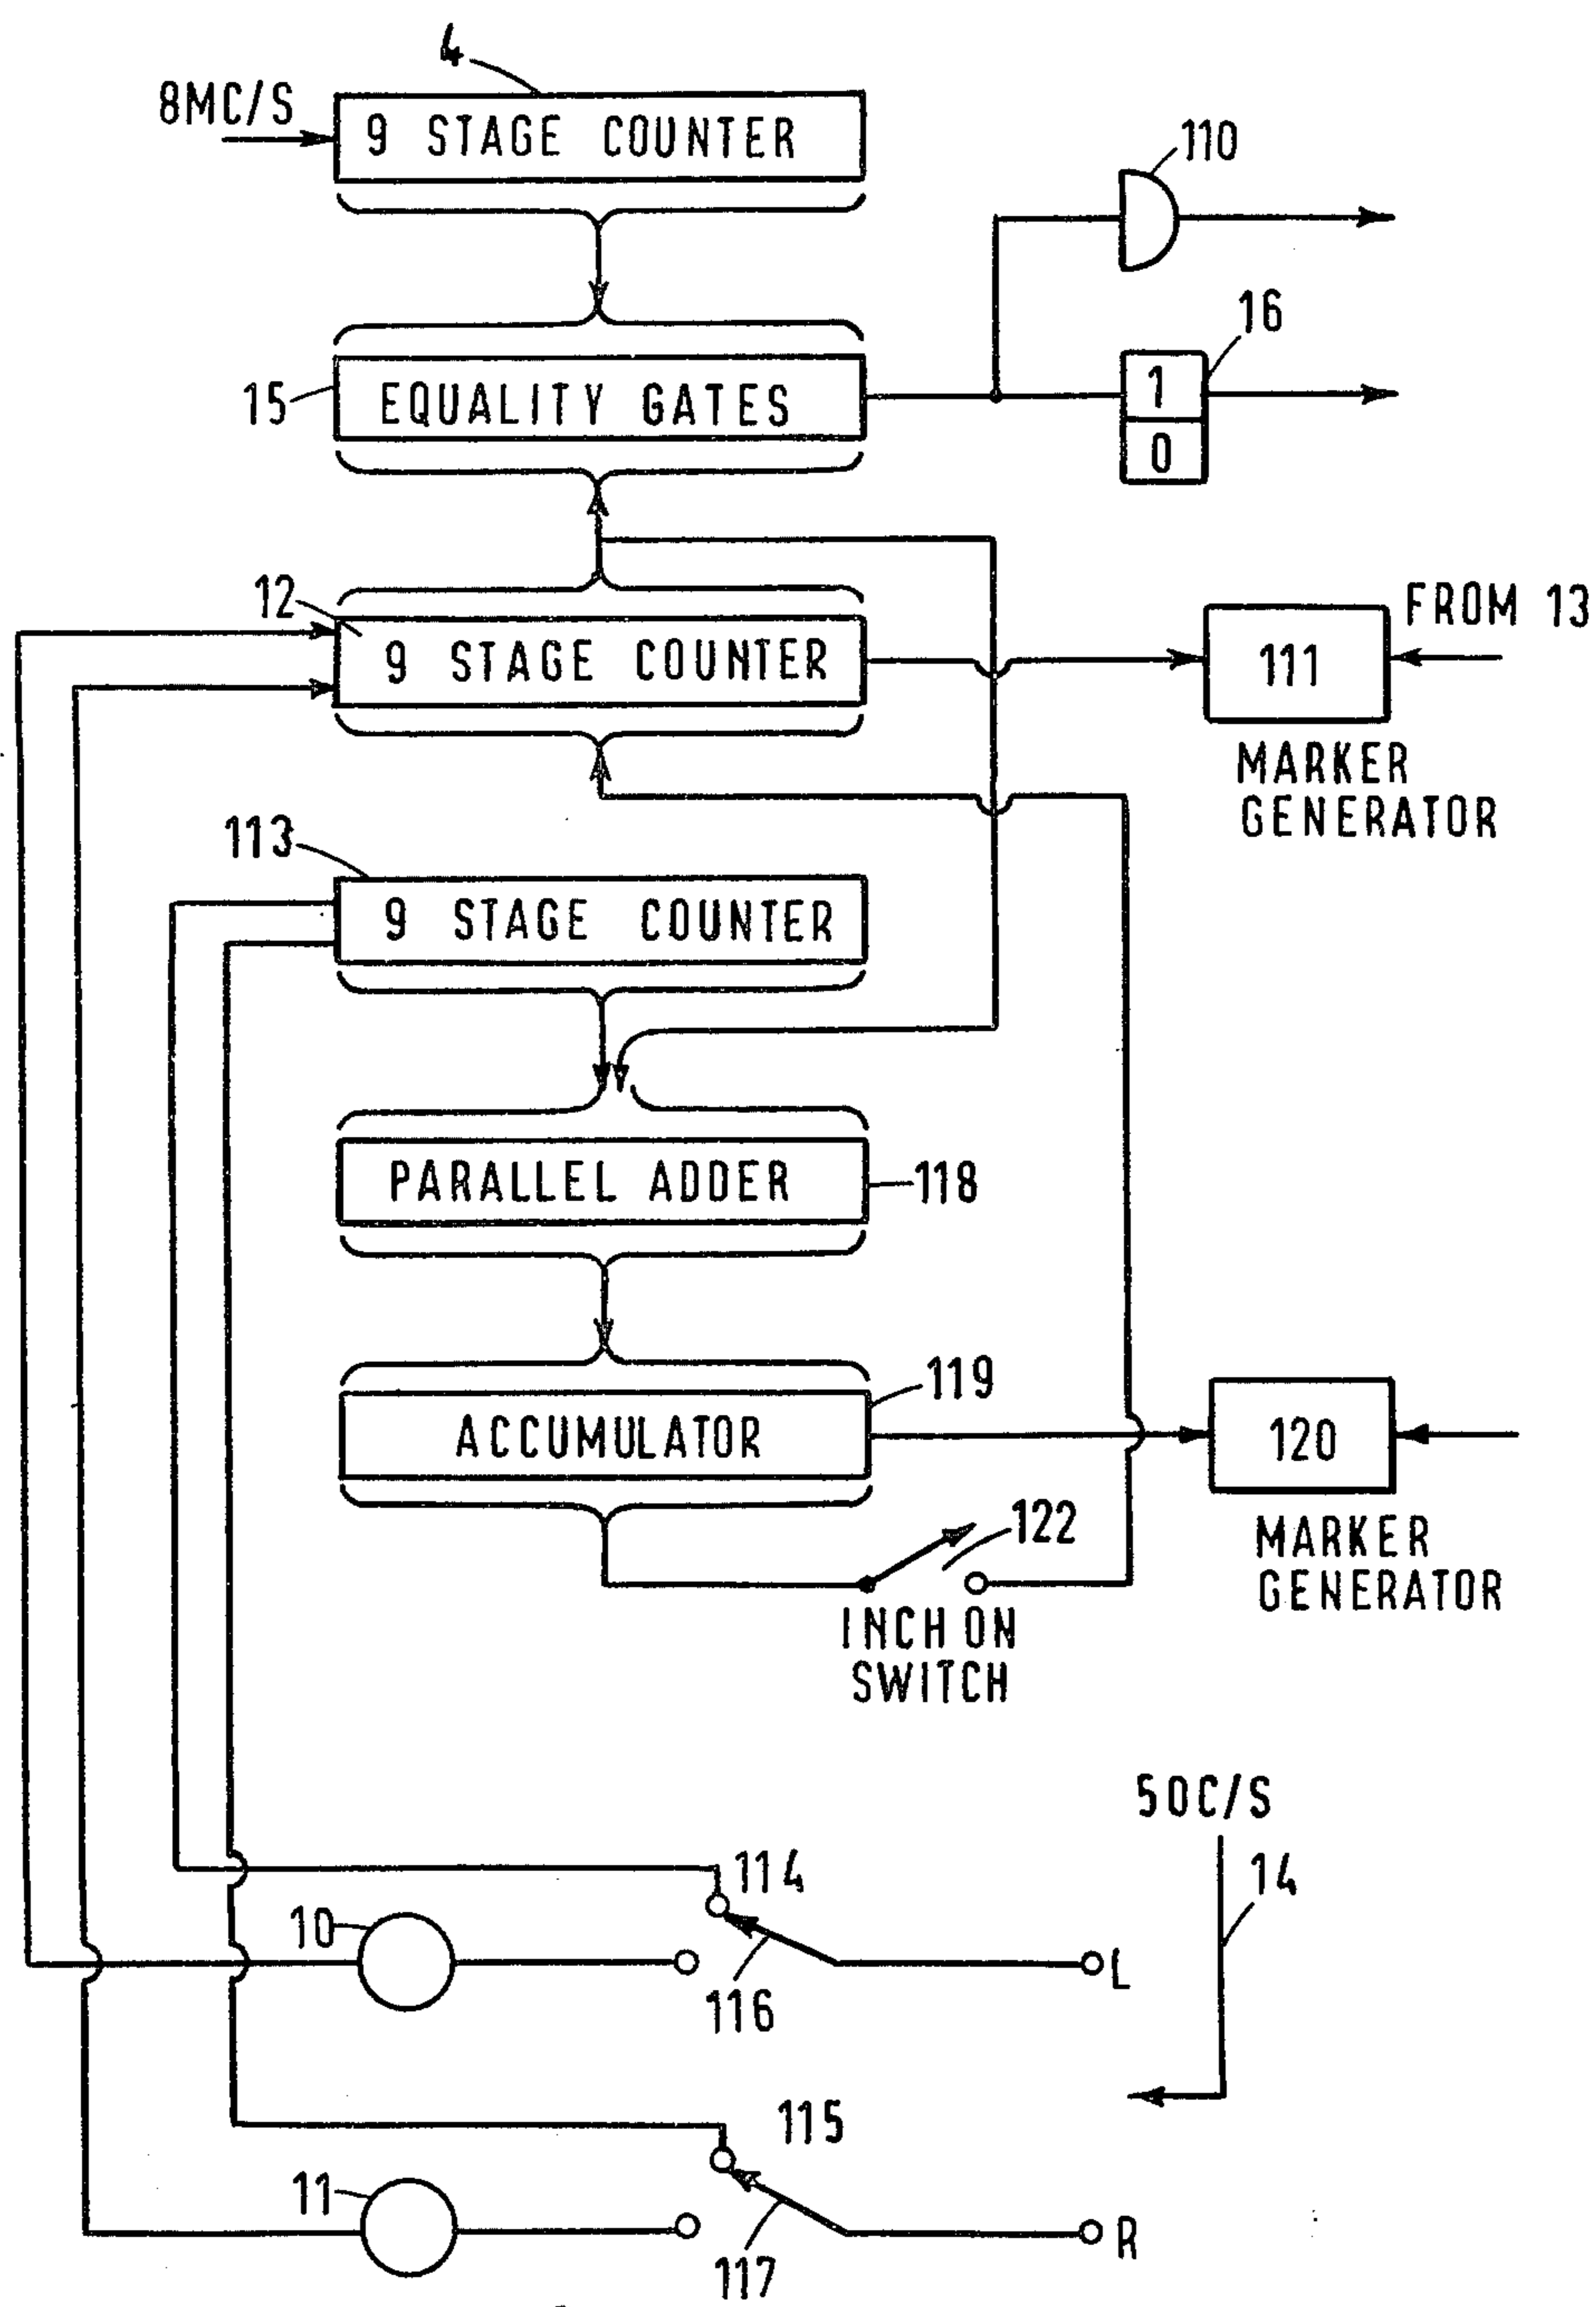 4
8MC/S
9 STAGE COUNTER
110
16
15
EQUALITY GATES
1
0
12
9 STAGE COUNTER
FROM 13
111
MARKER
GENERATOR
113
9 STAGE COUNTER
PARALLEL ADDER
118
119
ACCUMULATOR
120
122
INCH ON
SWITCH
MARKER
GENERATOR
50C/S
114
14
10
L
116
115
11
R
117